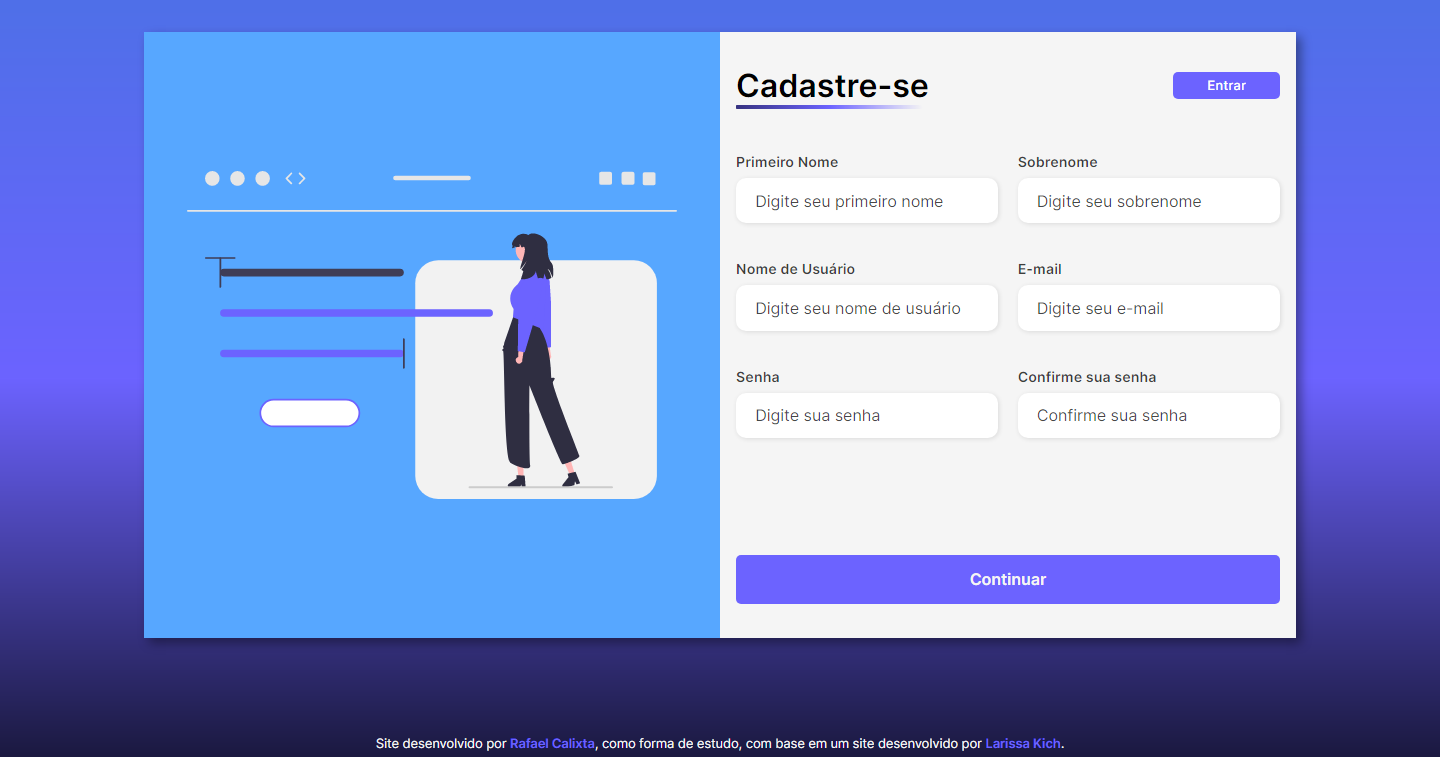 Cadastre-se
Entrar
Primeiro Nome
Sobrenome
Digite seu primeiro nome
Digite seu sobrenome
Nome de Usuário
E-mail
Digite seu nome de usuário
Digite seu e-mail
Senha
Confirme sua senha
Digite sua senha
Confirme sua senha
Continuar
Site desenvolvido por Rafael Calixta, como forma de estudo, com base em um site desenvolvido por Larissa Kich.